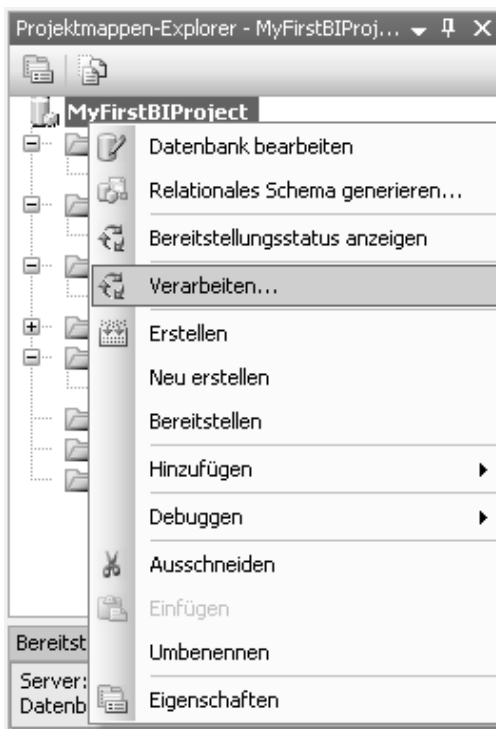 Projektmappen-Explorer - MyFirstBIProj...
MyFirstBIProject
Datenbank bearbeiten
Relationales Schema generieren...
Bereitstellungsstatus anzeigen
Verarbeiten...
Erstellen
Neu erstellen
Bereitstellen
Hinzufügen
Debuggen
Ausschneiden
Einfügen
Umbenennen
Eigenschaften
Bereitst
Server:
Datenb